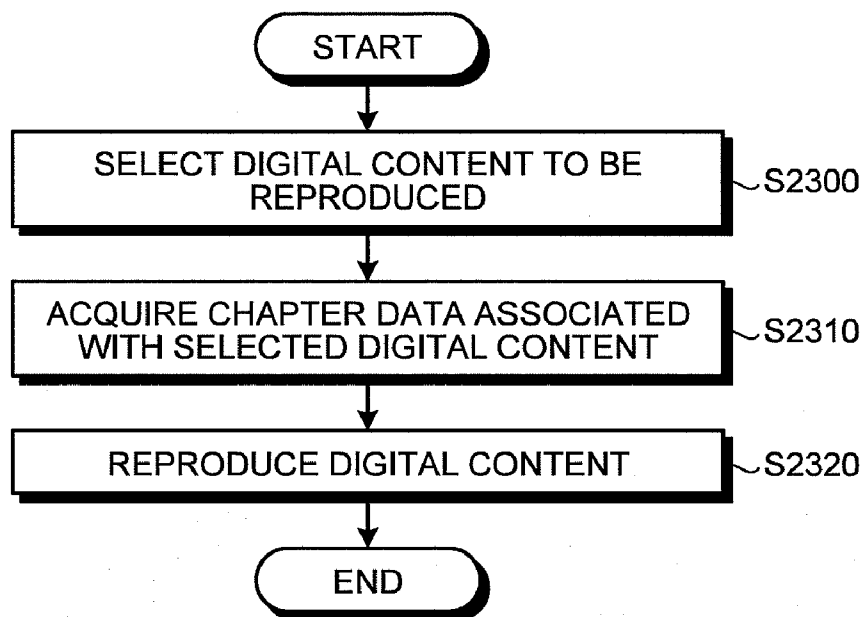 START
SELECT DIGITAL CONTENT TO BE
REPRODUCED
S2300
ACQUIRE CHAPTER DATA ASSOCIATED
WITH SELECTED DIGITAL CONTENT
S2310
REPRODUCE DIGITAL CONTENT
S2320
END